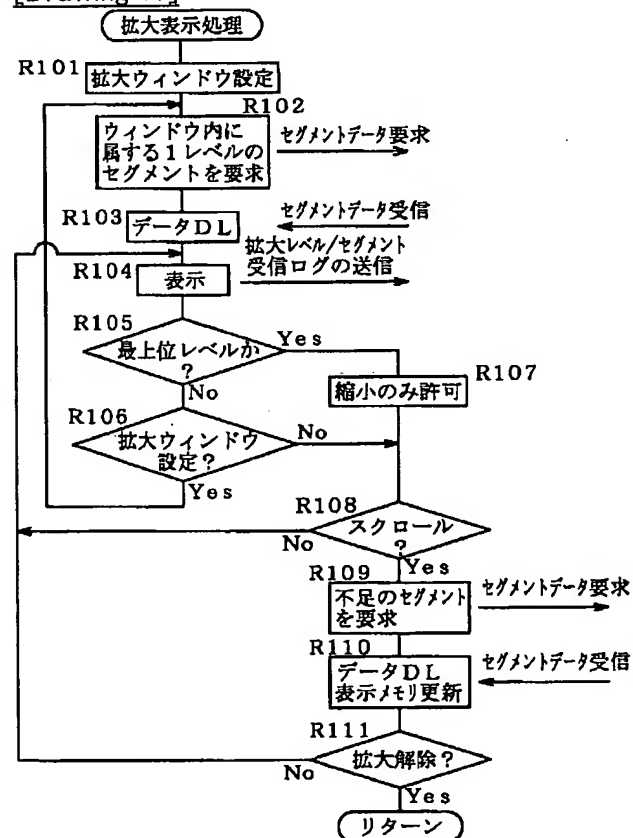 拡大表示処理
R101
拡大ウィンドウ設定
R102
ウィンドウ内に
属する1レベルの
セグメントを要求
セグメントデータ要求
R103
データDL
セグメントデータ受信
拡大レベル/セグメント
受信ログの送信
R104
表示
R105
最上位レベルか
?
Yes
No
R107
縮小のみ許可
R106
拡大ウィンドウ
設定?
No
Yes
R108
スクロール
?
No
Yes
R109
不足のセグメント
を要求
セグメントデータ要求
R110
データDL
表示メモリ更新
セグメントデータ受信
R111
拡大解除?
No
Yes
リターン